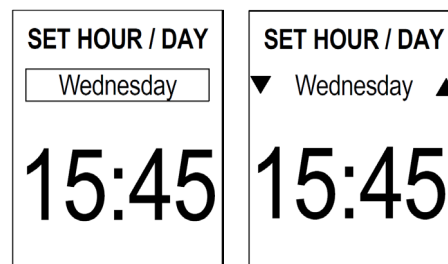 SET HOUR / DAY
Wednesday
15:45
SET HOUR / DAY
▼ Wednesday ▲
15:45